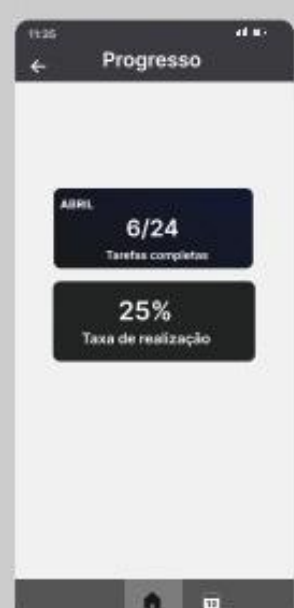 11:35
Progresso
ABRIL
6/24
Tarefas completas
25%
Taxa de realização